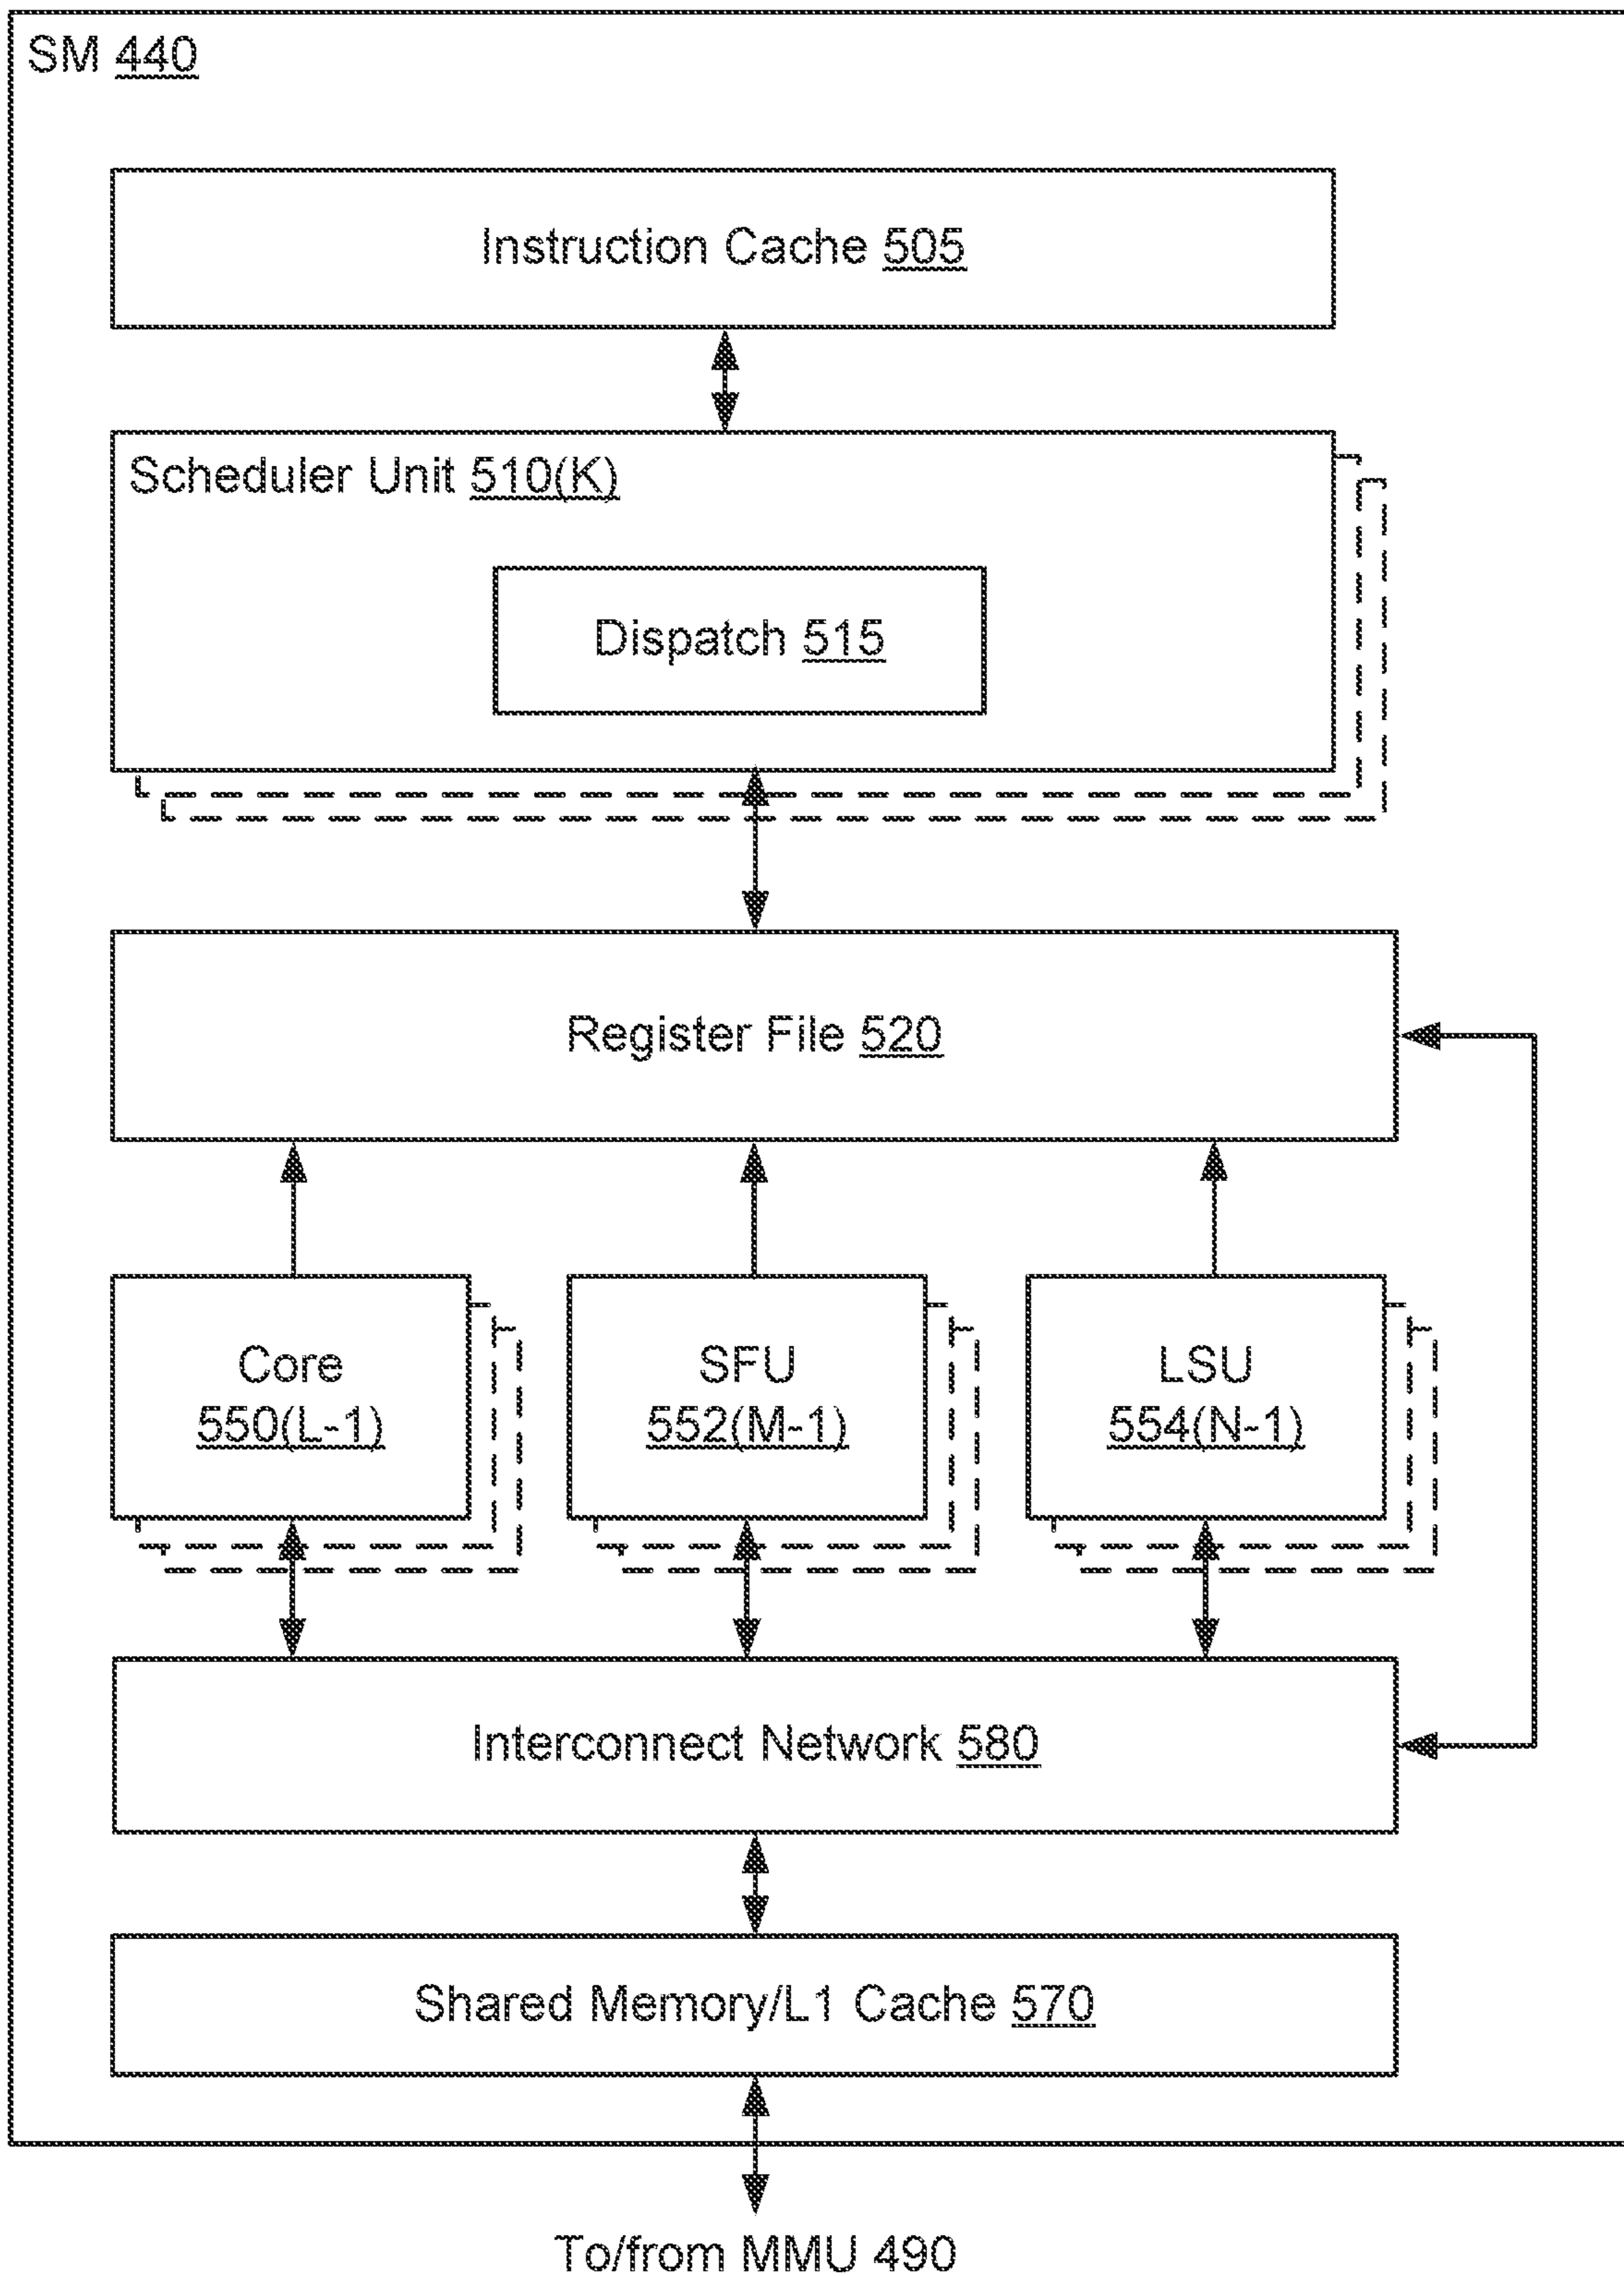 SM 440
Instruction Cache 505
Scheduler Unit 510(K)
Dispatch 515
Register File 520
Core
550(L-1)
SFU
552(M-1)
LSU
554(N-1)
Interconnect Network 580
Shared Memory/L1 Cache 570
To/from MMU 490